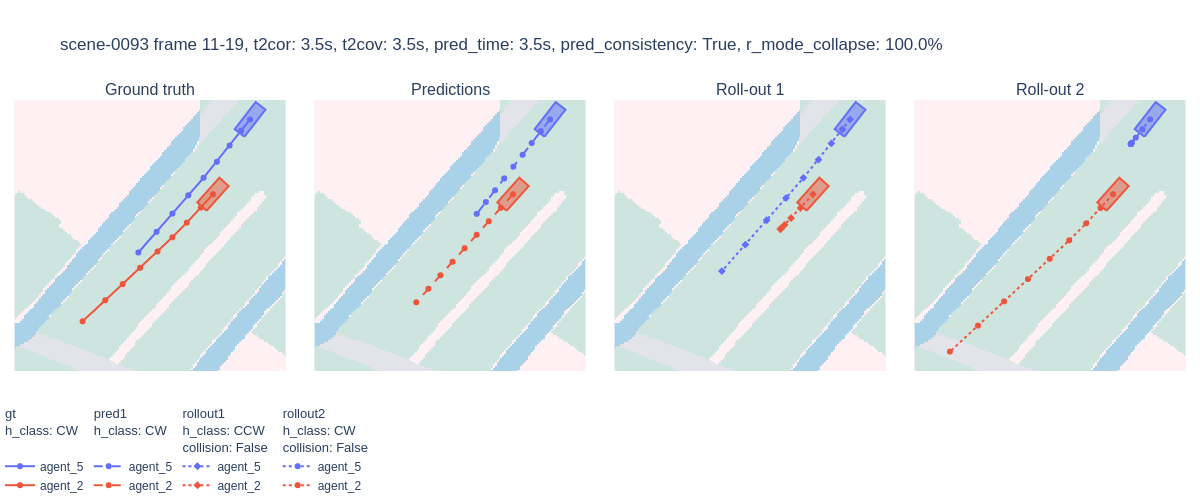 scene-0093 frame 11-19, t2cor: 3.5s, t2cov: 3.5s, pred_time: 3.5s, pred_consistency: True, r_mode_collapse: 100.0%
Ground truth
Predictions
Roll-out 1
Roll-out 2
gt
h_class: CW
agent_5
agent_2
pred1
h_class: CW
agent_5
agent_2
rollout1
h_class: CCW
collision: False
agent_5
agent_2
rollout2
h_class: CW
collision: False
agent_5
agent_2